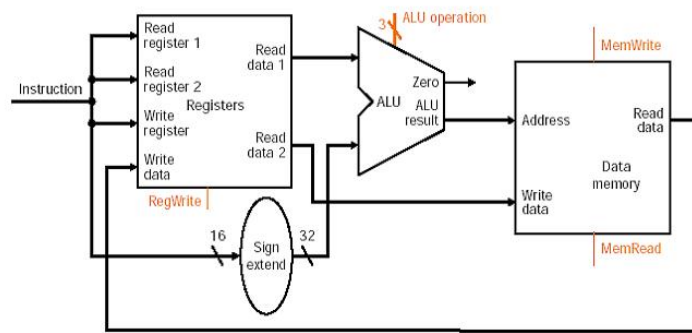 Instruction
Read
register 1
Read
register 2
Write
register
Write
data
Registers
Read
data 1
Read
data 2
RegWrite
16
Sign
extend
32
3
ALU operation
Zero
ALU
ALU
result
MemWrite
Address
Read
data
Data
memory
Write
data
MemRead